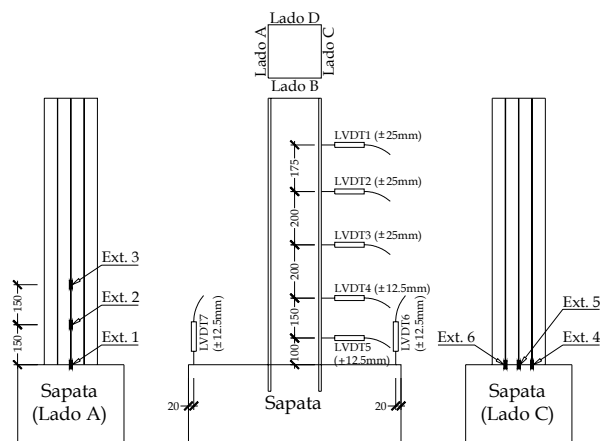 Lado D
Lado A
Lado C
Lado B
LVDT1 (±25mm)
175
LVDT2 (±25mm)
200
LVDT3 (±25mm)
200
LVDT4 (±12.5mm)
150
LVDT5
(±12.5mm)
100
LVDT7
(±12.5mm)
LVDT6
(±12.5mm)
Ext. 3
150
Ext. 2
150
Ext. 1
Ext. 5
Ext. 6
Ext. 4
Sapata
(Lado A)
20
Sapata
20
Sapata
(Lado C)